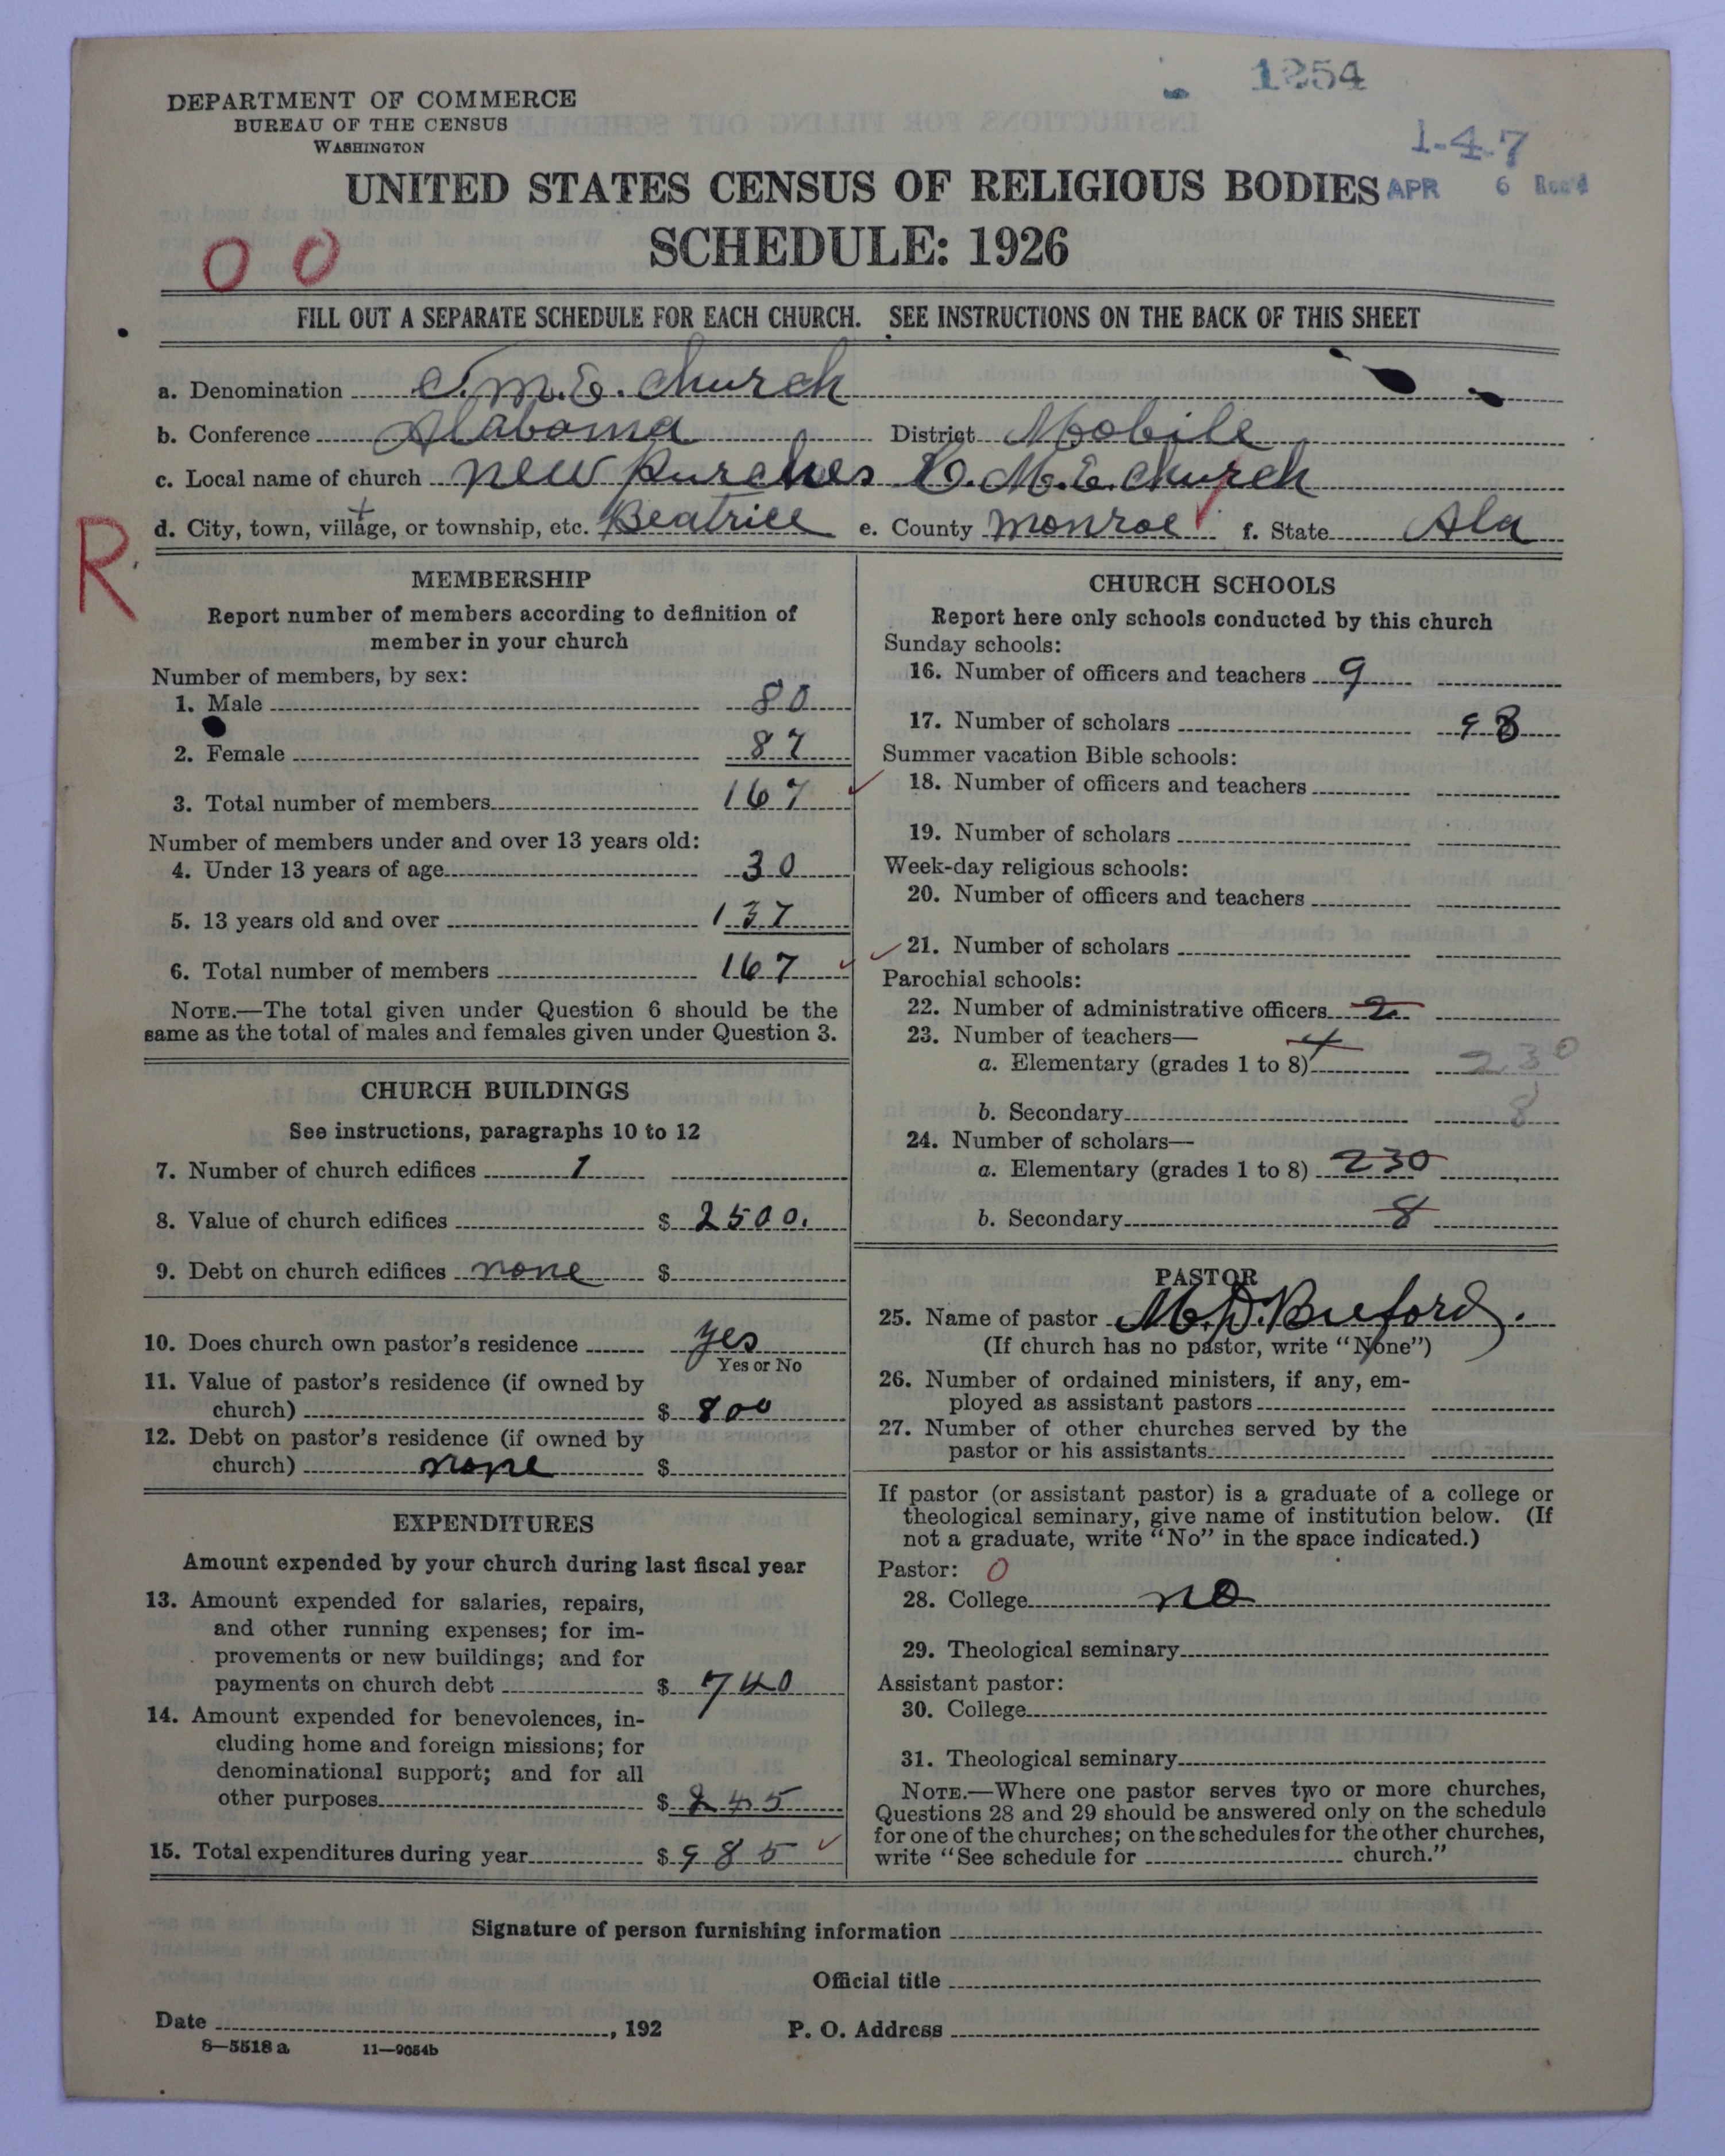 1254
DEPARTMENT OF COMMERCE
BUREAU OF THE CENSUS
WASHINGTON
1-4-7
UNITED STATES CENSUS OF RELIGIOUS BODIES
APR 6 Rec'd
SCHEDULE: 1926
0 0
FILL OUT A SEPARATE SCHEDULE FOR EACH CHURCH. SEE INSTRUCTIONS ON THE BACK OF THIS SHEET
a. Denomination C.M.E. Church
b. Conference Alabama District Mobile
c. Local name of church New Purches C.M.E. Church
d. City, town, village, or township, etc. Beatrice e. County Monroe f. State Ala
R
MEMBERSHIP
Report number of members according to definition of
member in your church
Number of members, by sex:
1. Male 80
2. Female 87
3. Total number of members 167
Number of members under and over 13 years old:
4. Under 13 years of age 30
5. 13 years old and over 137
6. Total number of members 167
NOTE.—The total given under Question 6 should be the
same as the total of males and females given under Question 3.
CHURCH BUILDINGS
See instructions, paragraphs 10 to 12
7. Number of church edifices 1
8. Value of church edifices $ 2500.
9. Debt on church edifices none $
10. Does church own pastor's residence yes
Yes or No
11. Value of pastor's residence (if owned by
church) $ 800
12. Debt on pastor's residence (if owned by
church) none $
EXPENDITURES
Amount expended by your church during last fiscal year
13. Amount expended for salaries, repairs,
and other running expenses; for im-
provements or new buildings; and for
payments on church debt $ 740
14. Amount expended for benevolences, in-
cluding home and foreign missions; for
denominational support; and for all
other purposes $ 245
15. Total expenditures during year $ 985
CHURCH SCHOOLS
Report here only schools conducted by this church
Sunday schools:
16. Number of officers and teachers 9
17. Number of scholars 98
Summer vacation Bible schools:
18. Number of officers and teachers
19. Number of scholars
Week-day religious schools:
20. Number of officers and teachers
21. Number of scholars
Parochial schools:
22. Number of administrative officers 2
23. Number of teachers— 4
a. Elementary (grades 1 to 8) 230
b. Secondary 8
24. Number of scholars—
a. Elementary (grades 1 to 8) 230
b. Secondary 8
PASTOR
25. Name of pastor M.D. Buford.
(If church has no pastor, write "None")
26. Number of ordained ministers, if any, em-
ployed as assistant pastors
27. Number of other churches served by the
pastor or his assistants
If pastor (or assistant pastor) is a graduate of a college or
theological seminary, give name of institution below. (If
not a graduate, write "No" in the space indicated.)
Pastor: 0
28. College no
29. Theological seminary
Assistant pastor:
30. College
31. Theological seminary
NOTE.—Where one pastor serves two or more churches,
Questions 28 and 29 should be answered only on the schedule
for one of the churches; on the schedules for the other churches,
write "See schedule for church."
Signature of person furnishing information
Official title
Date , 192 P. O. Address
8—5518 a 11—9054b